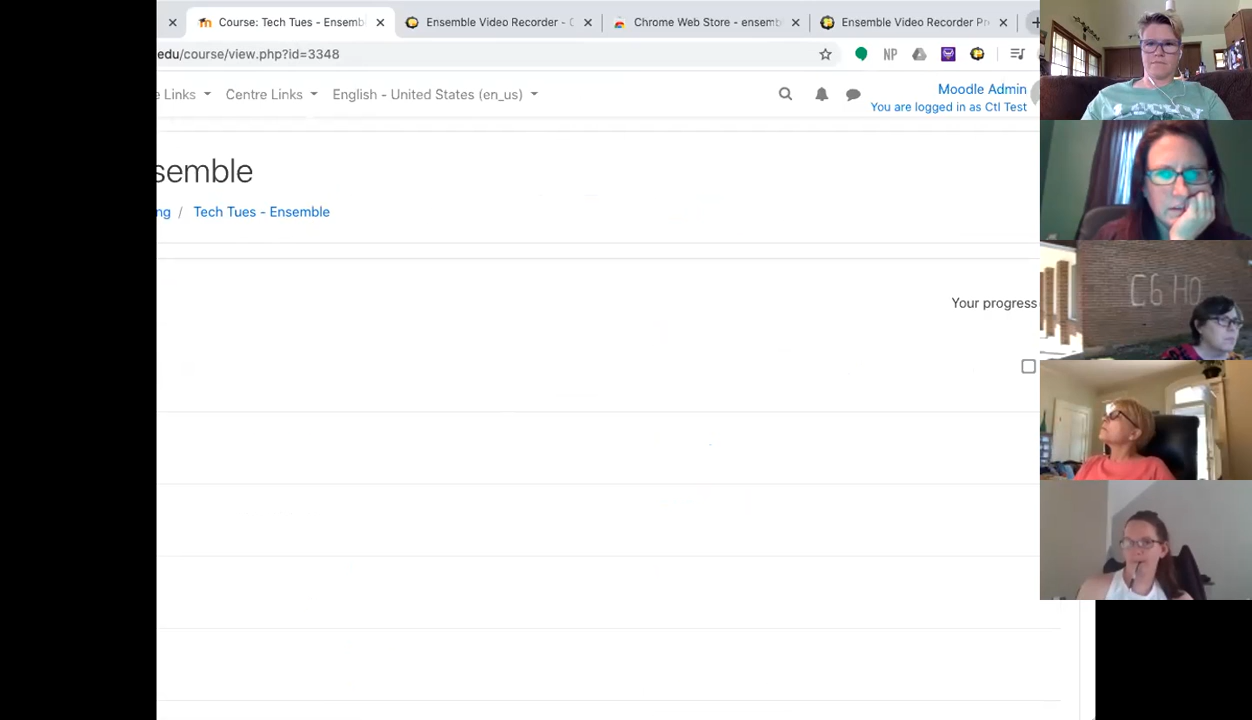 Course: Tech Tues - Ensemb
Ensemble Video Recorder - C
Chrome Web Store - ensemb
Ensemble Video Recorder Pr
edu/course/view.php?id=3348
NP
e Links
Centre Links
English - United States (en_us)
Moodle Admin
You are logged in as Ctl Test
semble
ng / Tech Tues - Ensemble
Your progress
C6 HO